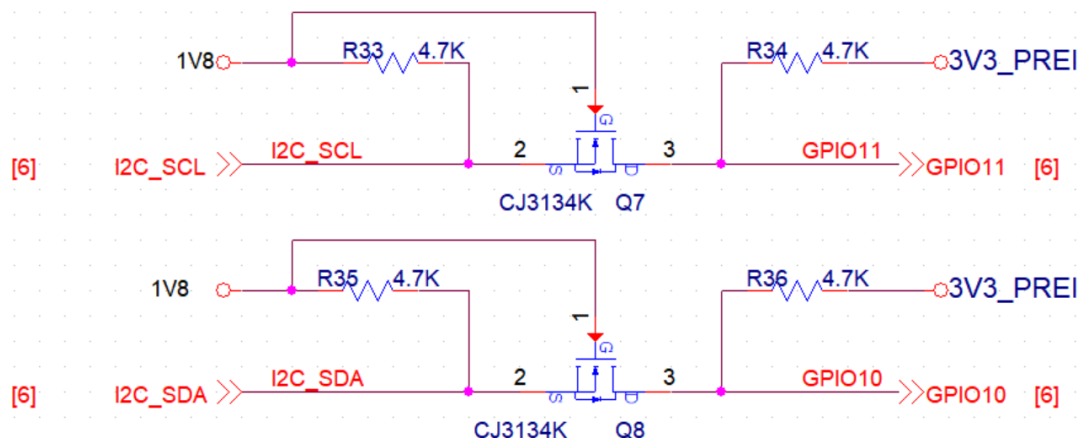 1V8 R33 4.7K R34 4.7K 3V3_PREI
1 G
[6] I2C_SCL I2C_SCL 2 S D 3 GPIO11 GPIO11 [6]
CJ3134K Q7
1V8 R35 4.7K R36 4.7K 3V3_PREI
1 G
[6] I2C_SDA I2C_SDA 2 S D 3 GPIO10 GPIO10 [6]
CJ3134K Q8